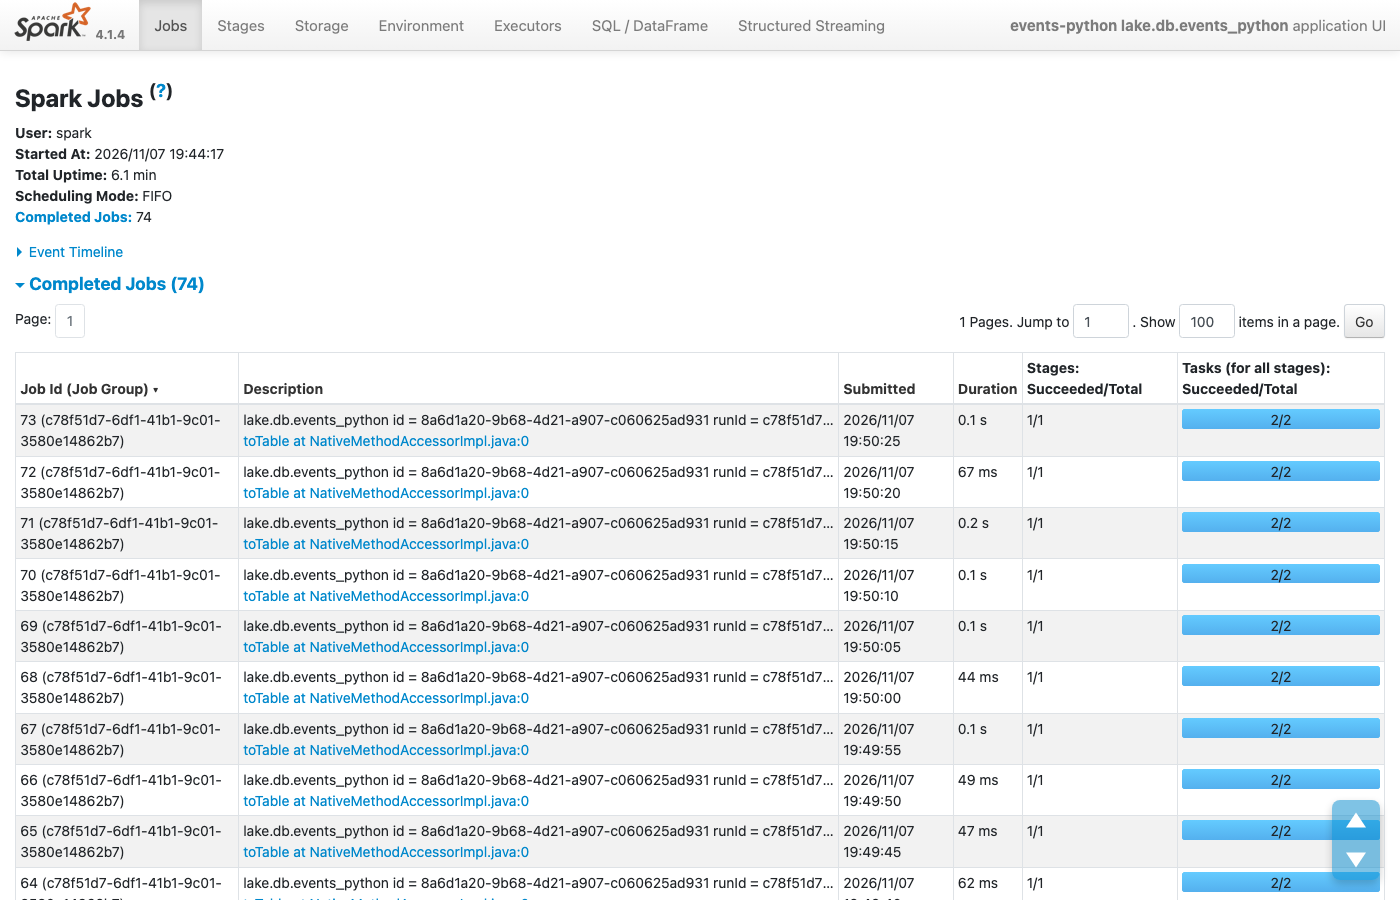 APACHE
Spark 4.1.4
Jobs Stages Storage Environment Executors SQL / DataFrame Structured Streaming events-python lake.db.events_python application UI
Spark Jobs (?)
User: spark
Started At: 2026/11/07 19:44:17
Total Uptime: 6.1 min
Scheduling Mode: FIFO
Completed Jobs: 74
Event Timeline
Completed Jobs (74)
Page: 1 1 Pages. Jump to 1 . Show 100 items in a page. Go
Job Id (Job Group) ▾ Description Submitted Duration Stages: Succeeded/Total Tasks (for all stages): Succeeded/Total
73 (c78f51d7-6df1-41b1-9c01- lake.db.events_python id = 8a6d1a20-9b68-4d21-a907-c060625ad931 runId = c78f51d7... 2026/11/07 0.1 s 1/1 2/2
3580e14862b7) toTable at NativeMethodAccessorImpl.java:0 19:50:25
72 (c78f51d7-6df1-41b1-9c01- lake.db.events_python id = 8a6d1a20-9b68-4d21-a907-c060625ad931 runId = c78f51d7... 2026/11/07 67 ms 1/1 2/2
3580e14862b7) toTable at NativeMethodAccessorImpl.java:0 19:50:20
71 (c78f51d7-6df1-41b1-9c01- lake.db.events_python id = 8a6d1a20-9b68-4d21-a907-c060625ad931 runId = c78f51d7... 2026/11/07 0.2 s 1/1 2/2
3580e14862b7) toTable at NativeMethodAccessorImpl.java:0 19:50:15
70 (c78f51d7-6df1-41b1-9c01- lake.db.events_python id = 8a6d1a20-9b68-4d21-a907-c060625ad931 runId = c78f51d7... 2026/11/07 0.1 s 1/1 2/2
3580e14862b7) toTable at NativeMethodAccessorImpl.java:0 19:50:10
69 (c78f51d7-6df1-41b1-9c01- lake.db.events_python id = 8a6d1a20-9b68-4d21-a907-c060625ad931 runId = c78f51d7... 2026/11/07 0.1 s 1/1 2/2
3580e14862b7) toTable at NativeMethodAccessorImpl.java:0 19:50:05
68 (c78f51d7-6df1-41b1-9c01- lake.db.events_python id = 8a6d1a20-9b68-4d21-a907-c060625ad931 runId = c78f51d7... 2026/11/07 44 ms 1/1 2/2
3580e14862b7) toTable at NativeMethodAccessorImpl.java:0 19:50:00
67 (c78f51d7-6df1-41b1-9c01- lake.db.events_python id = 8a6d1a20-9b68-4d21-a907-c060625ad931 runId = c78f51d7... 2026/11/07 0.1 s 1/1 2/2
3580e14862b7) toTable at NativeMethodAccessorImpl.java:0 19:49:55
66 (c78f51d7-6df1-41b1-9c01- lake.db.events_python id = 8a6d1a20-9b68-4d21-a907-c060625ad931 runId = c78f51d7... 2026/11/07 49 ms 1/1 2/2
3580e14862b7) toTable at NativeMethodAccessorImpl.java:0 19:49:50
65 (c78f51d7-6df1-41b1-9c01- lake.db.events_python id = 8a6d1a20-9b68-4d21-a907-c060625ad931 runId = c78f51d7... 2026/11/07 47 ms 1/1 2/2
3580e14862b7) toTable at NativeMethodAccessorImpl.java:0 19:49:45
64 (c78f51d7-6df1-41b1-9c01- lake.db.events_python id = 8a6d1a20-9b68-4d21-a907-c060625ad931 runId = c78f51d7... 2026/11/07 62 ms 1/1 2/2